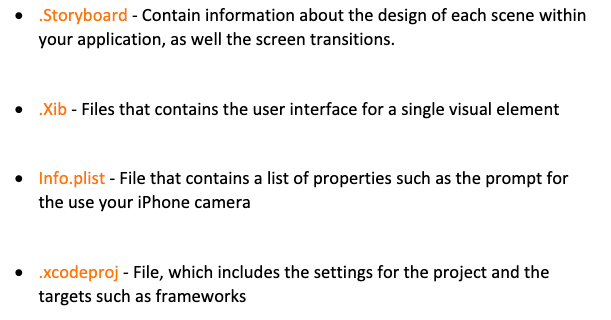 • .Storyboard - Contain information about the design of each scene within
your application, as well the screen transitions.
• .Xib - Files that contains the user interface for a single visual element
• Info.plist - File that contains a list of properties such as the prompt for
the use your iPhone camera
• .xcodeproj - File, which includes the settings for the project and the
targets such as frameworks